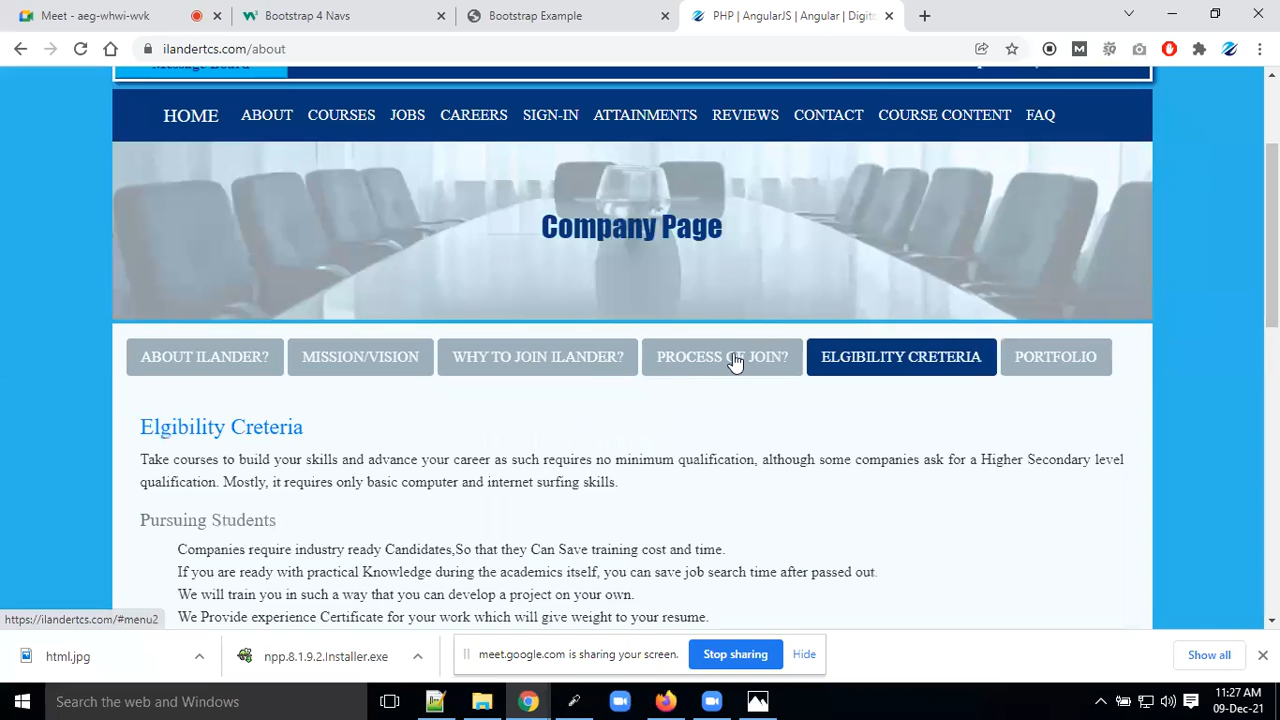 Meet - aeg-whwi-wvk
Bootstrap 4 Navs
Bootstrap Example
PHP | AngularJS | Angular | Digit
ilandertcs.com/about
Message Board
HOME ABOUT COURSES JOBS CAREERS SIGN-IN ATTAINMENTS REVIEWS CONTACT COURSE CONTENT FAQ
Company Page
ABOUT ILANDER? MISSION/VISION WHY TO JOIN ILANDER? PROCESS OF JOIN? ELGIBILITY CRETERIA PORTFOLIO
Elgibility Creteria
Take courses to build your skills and advance your career as such requires no minimum qualification, although some companies ask for a Higher Secondary level
qualification. Mostly, it requires only basic computer and internet surfing skills.
Pursuing Students
Companies require industry ready Candidates,So that they Can Save training cost and time.
If you are ready with practical Knowledge during the academics itself, you can save job search time after passed out.
We will train you in such a way that you can develop a project on your own.
We Provide experience Certificate for your work which will give weight to your resume.
https://ilandertcs.com/#menu2
html.jpg
npp.8.1.9.2.Installer.exe
meet.google.com is sharing your screen.
Stop sharing
Hide
Show all
Search the web and Windows
11:27 AM
09-Dec-21